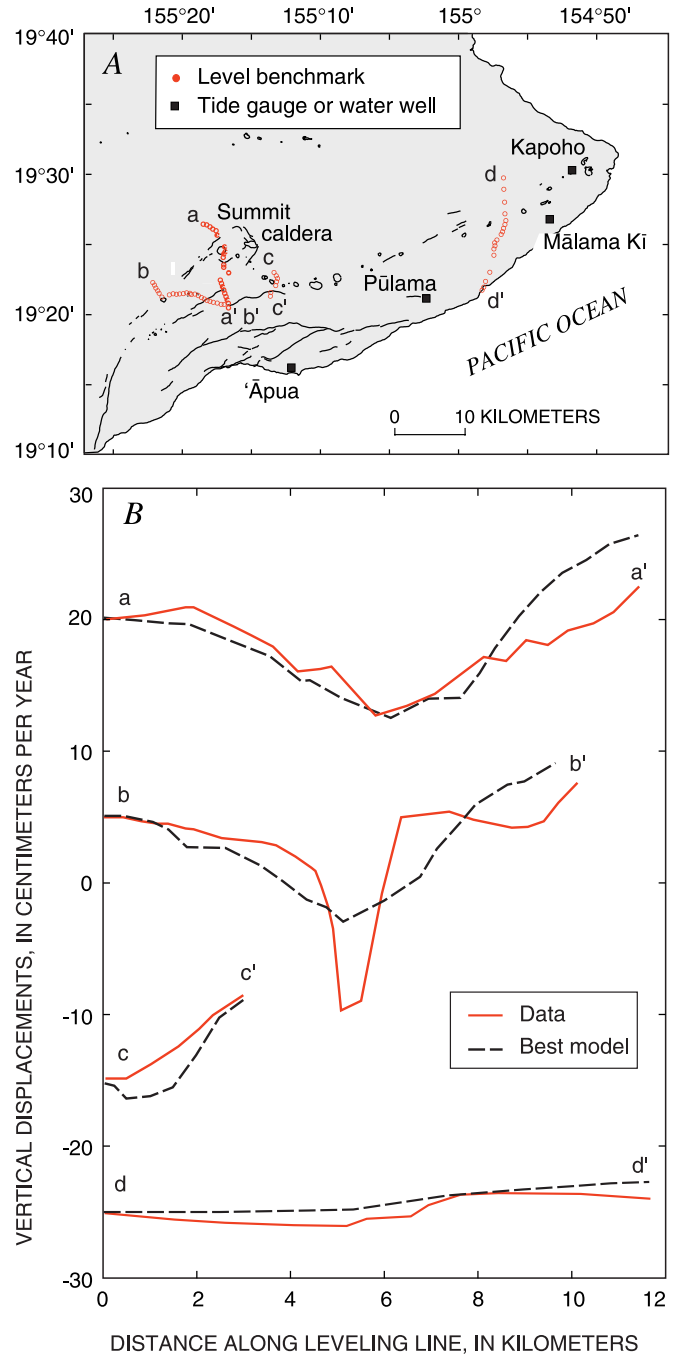 155°20' 155°10' 155° 154°50'
19°40'
A
Level benchmark
Tide gauge or water well
Kapoho
19°30'
d
a
Summit
caldera
Mālama Kī
b
c
Pūlama
19°20'
a' b' c'
d'
PACIFIC OCEAN
'Āpua
0 10 KILOMETERS
19°10'
30
B
a
a'
20
10
b
b'
0
c'
-10
c
Data
Best model
-20
d
d'
-30
0 2 4 6 8 10 12
VERTICAL DISPLACEMENTS, IN CENTIMETERS PER YEAR
DISTANCE ALONG LEVELING LINE, IN KILOMETERS